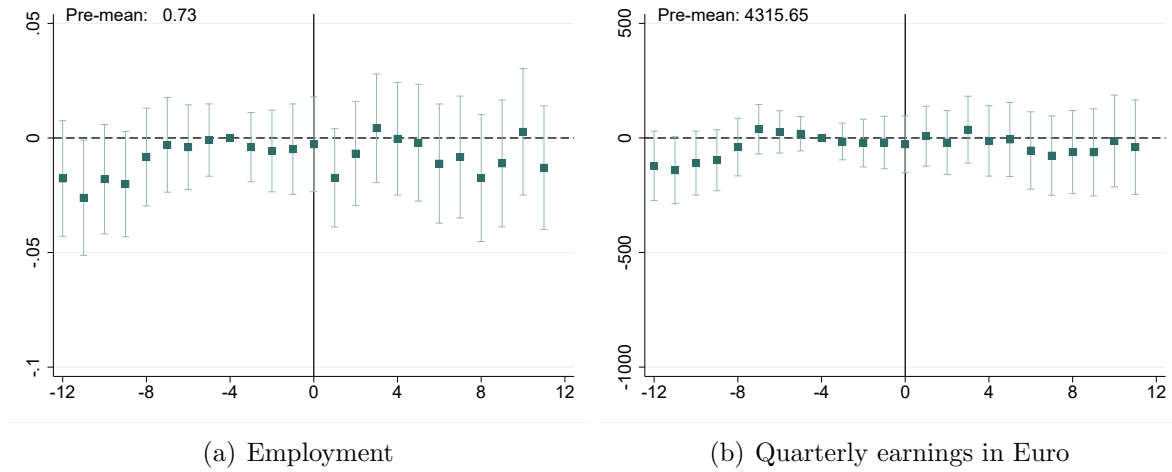 Pre-mean: 0.73
.05
0
-.05
-.1
-12 -8 -4 0 4 8 12
(a) Employment
Pre-mean: 4315.65
500
0
-500
-1000
-12 -8 -4 0 4 8 12
(b) Quarterly earnings in Euro